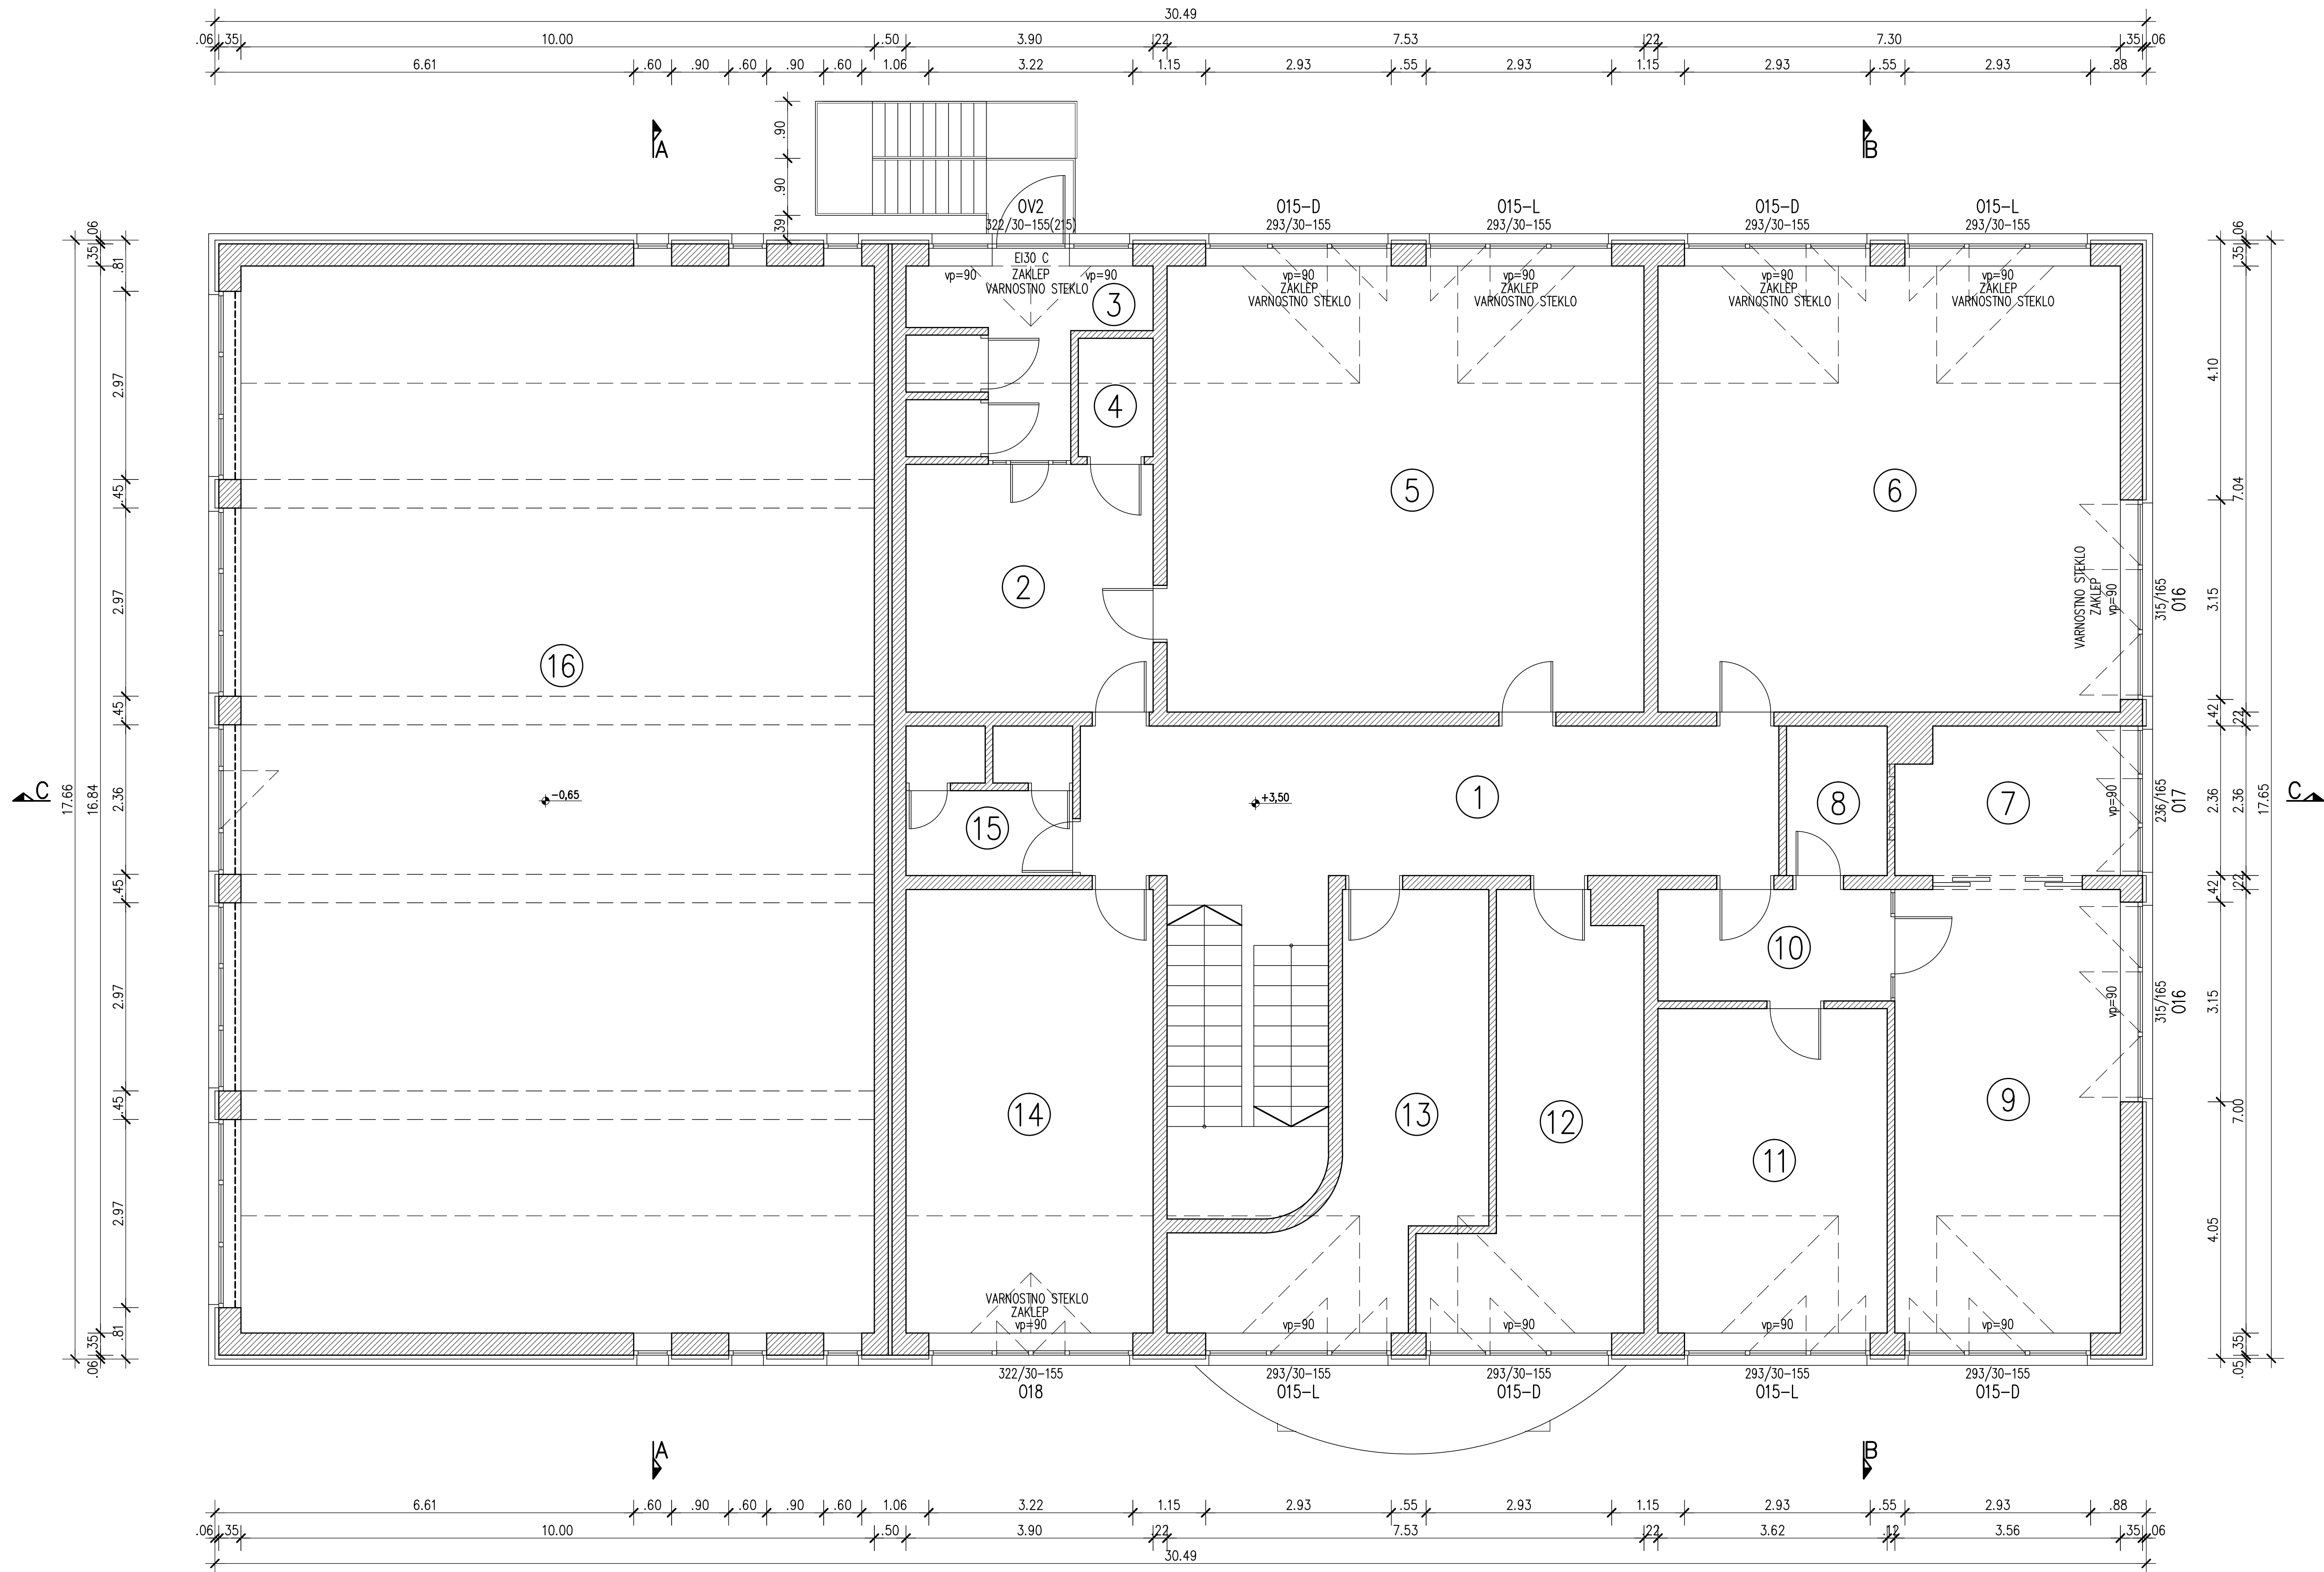 30.49
.06 .35 10.00 .50 3.90 .22 7.53 .22 7.30 .35 .06
6.61 .60 .90 .60 .90 .60 1.06 3.22 1.15 2.93 .55 2.93 1.15 2.93 .55 2.93 .88
A
B
.90
.90
.39
OV2
322/30-155(215)
O15-D
293/30-155
O15-L
293/30-155
O15-D
293/30-155
O15-L
293/30-155
EI30 C
ZAKLEP
VARNOSTNO STEKLO
vp=90
vp=90
vp=90
ZAKLEP
VARNOSTNO STEKLO
vp=90
ZAKLEP
VARNOSTNO STEKLO
vp=90
ZAKLEP
VARNOSTNO STEKLO
vp=90
ZAKLEP
VARNOSTNO STEKLO
17.66
.06 .35 16.84 .35 .06
.81 2.97 .45 2.97 .45 2.36 .45 2.97 .45 2.97 .81
3
4
5
6
2
16
1
15
8
7
10
14
13
12
11
9
-0,65
+3,50
C
C
VARNOSTNO STEKLO
ZAKLEP
vp=90
315/165
O16
vp=90
236/165
O17
vp=90
315/165
O16
4.10 3.15 .42 2.36 .42 3.15 4.05
.06 .35 7.04 .22 2.36 .22 7.00 .35 .05
17.65
VARNOSTNO STEKLO
ZAKLEP
vp=90
vp=90
vp=90
vp=90
vp=90
322/30-155
O18
293/30-155
O15-L
293/30-155
O15-D
293/30-155
O15-L
293/30-155
O15-D
A
B
6.61 .60 .90 .60 .90 .60 1.06 3.22 1.15 2.93 .55 2.93 1.15 2.93 .55 2.93 .88
.06 .35 10.00 .50 3.90 .22 7.53 .22 3.62 .12 3.56 .35 .06
30.49